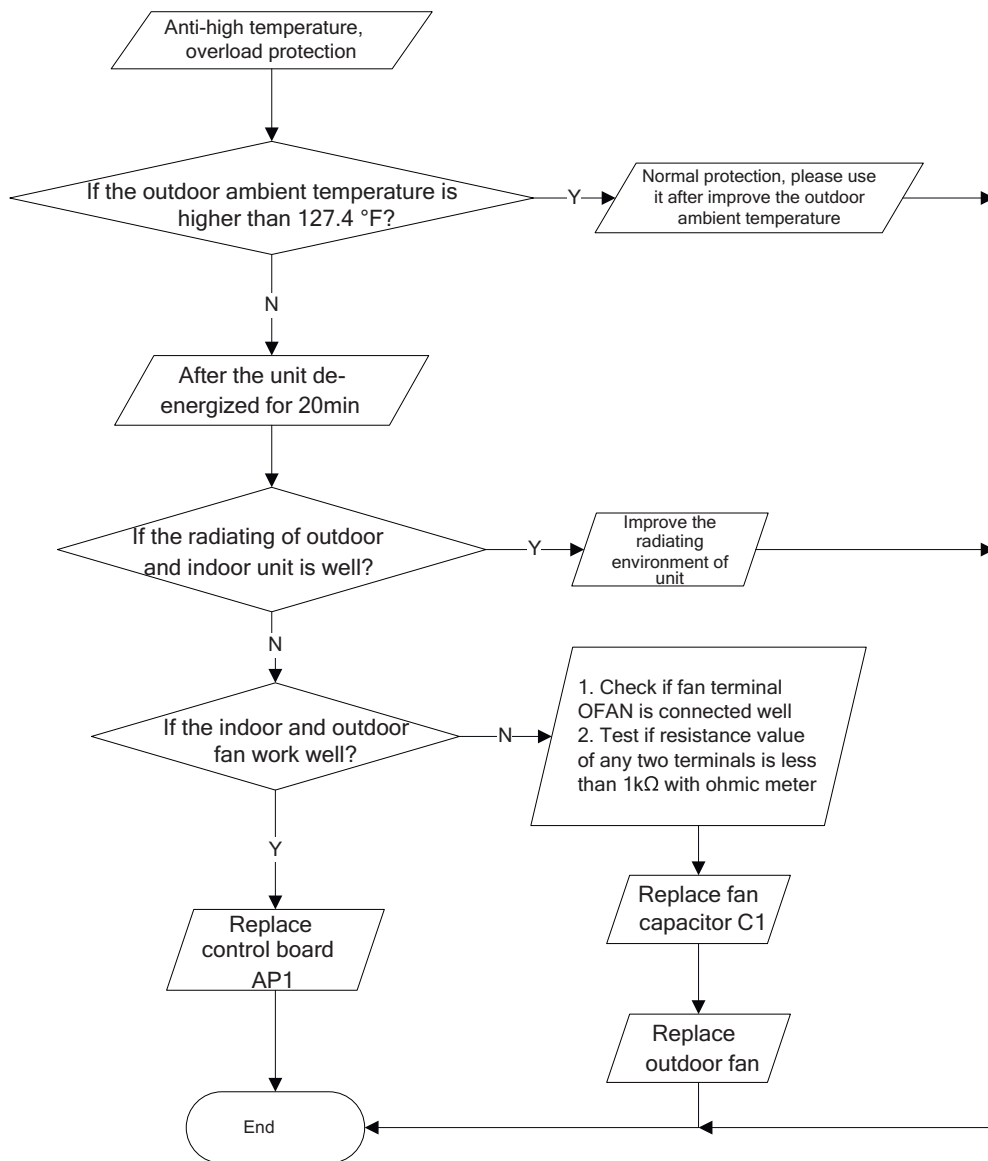 Anti-high temperature,
overload protection
If the outdoor ambient temperature is
higher than 127.4 °F?
Y
Normal protection, please use
it after improve the outdoor
ambient temperature
N
After the unit de-
energized for 20min
If the radiating of outdoor
and indoor unit is well?
Y
Improve the
radiating
environment of
unit
N
If the indoor and outdoor
fan work well?
N
1. Check if fan terminal
OFAN is connected well
2. Test if resistance value
of any two terminals is less
than 1kΩ with ohmic meter
Y
Replace fan
capacitor C1
Replace
control board
AP1
Replace
outdoor fan
End